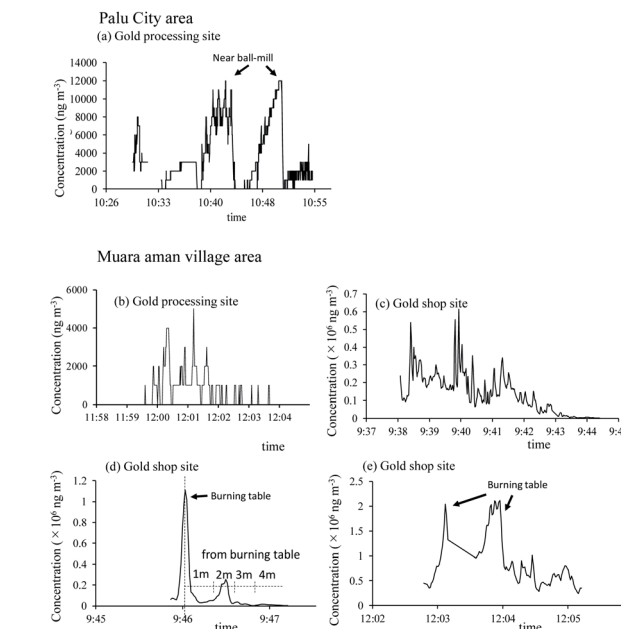 Palu City area
(a) Gold processing site
Near ball-mill
Concentration (ng m-3)
14000
12000
10000
8000
6000
4000
2000
0
10:26 10:33 10:40 10:48 10:55
time
Muara aman village area
(b) Gold processing site
Concentration (ng m-3)
6000
4000
2000
0
11:58 11:59 12:00 12:01 12:02 12:03 12:04
time
(c) Gold shop site
Concentration ( × 10⁶ ng m-3)
0.7
0.6
0.5
0.4
0.3
0.2
0.1
0
9:37 9:38 9:39 9:40 9:41 9:42 9:43 9:44
time
(d) Gold shop site
Concentration ( × 10⁶ ng m-3)
1.2
1
0.8
0.6
0.4
0.2
0
Burning table
from burning table
1m 2m 3m 4m
9:45 9:46 9:47
time
(e) Gold shop site
Concentration ( × 10⁶ ng m-3)
2.5
2
1.5
1
0.5
0
Burning table
12:02 12:03 12:04 12:05
time